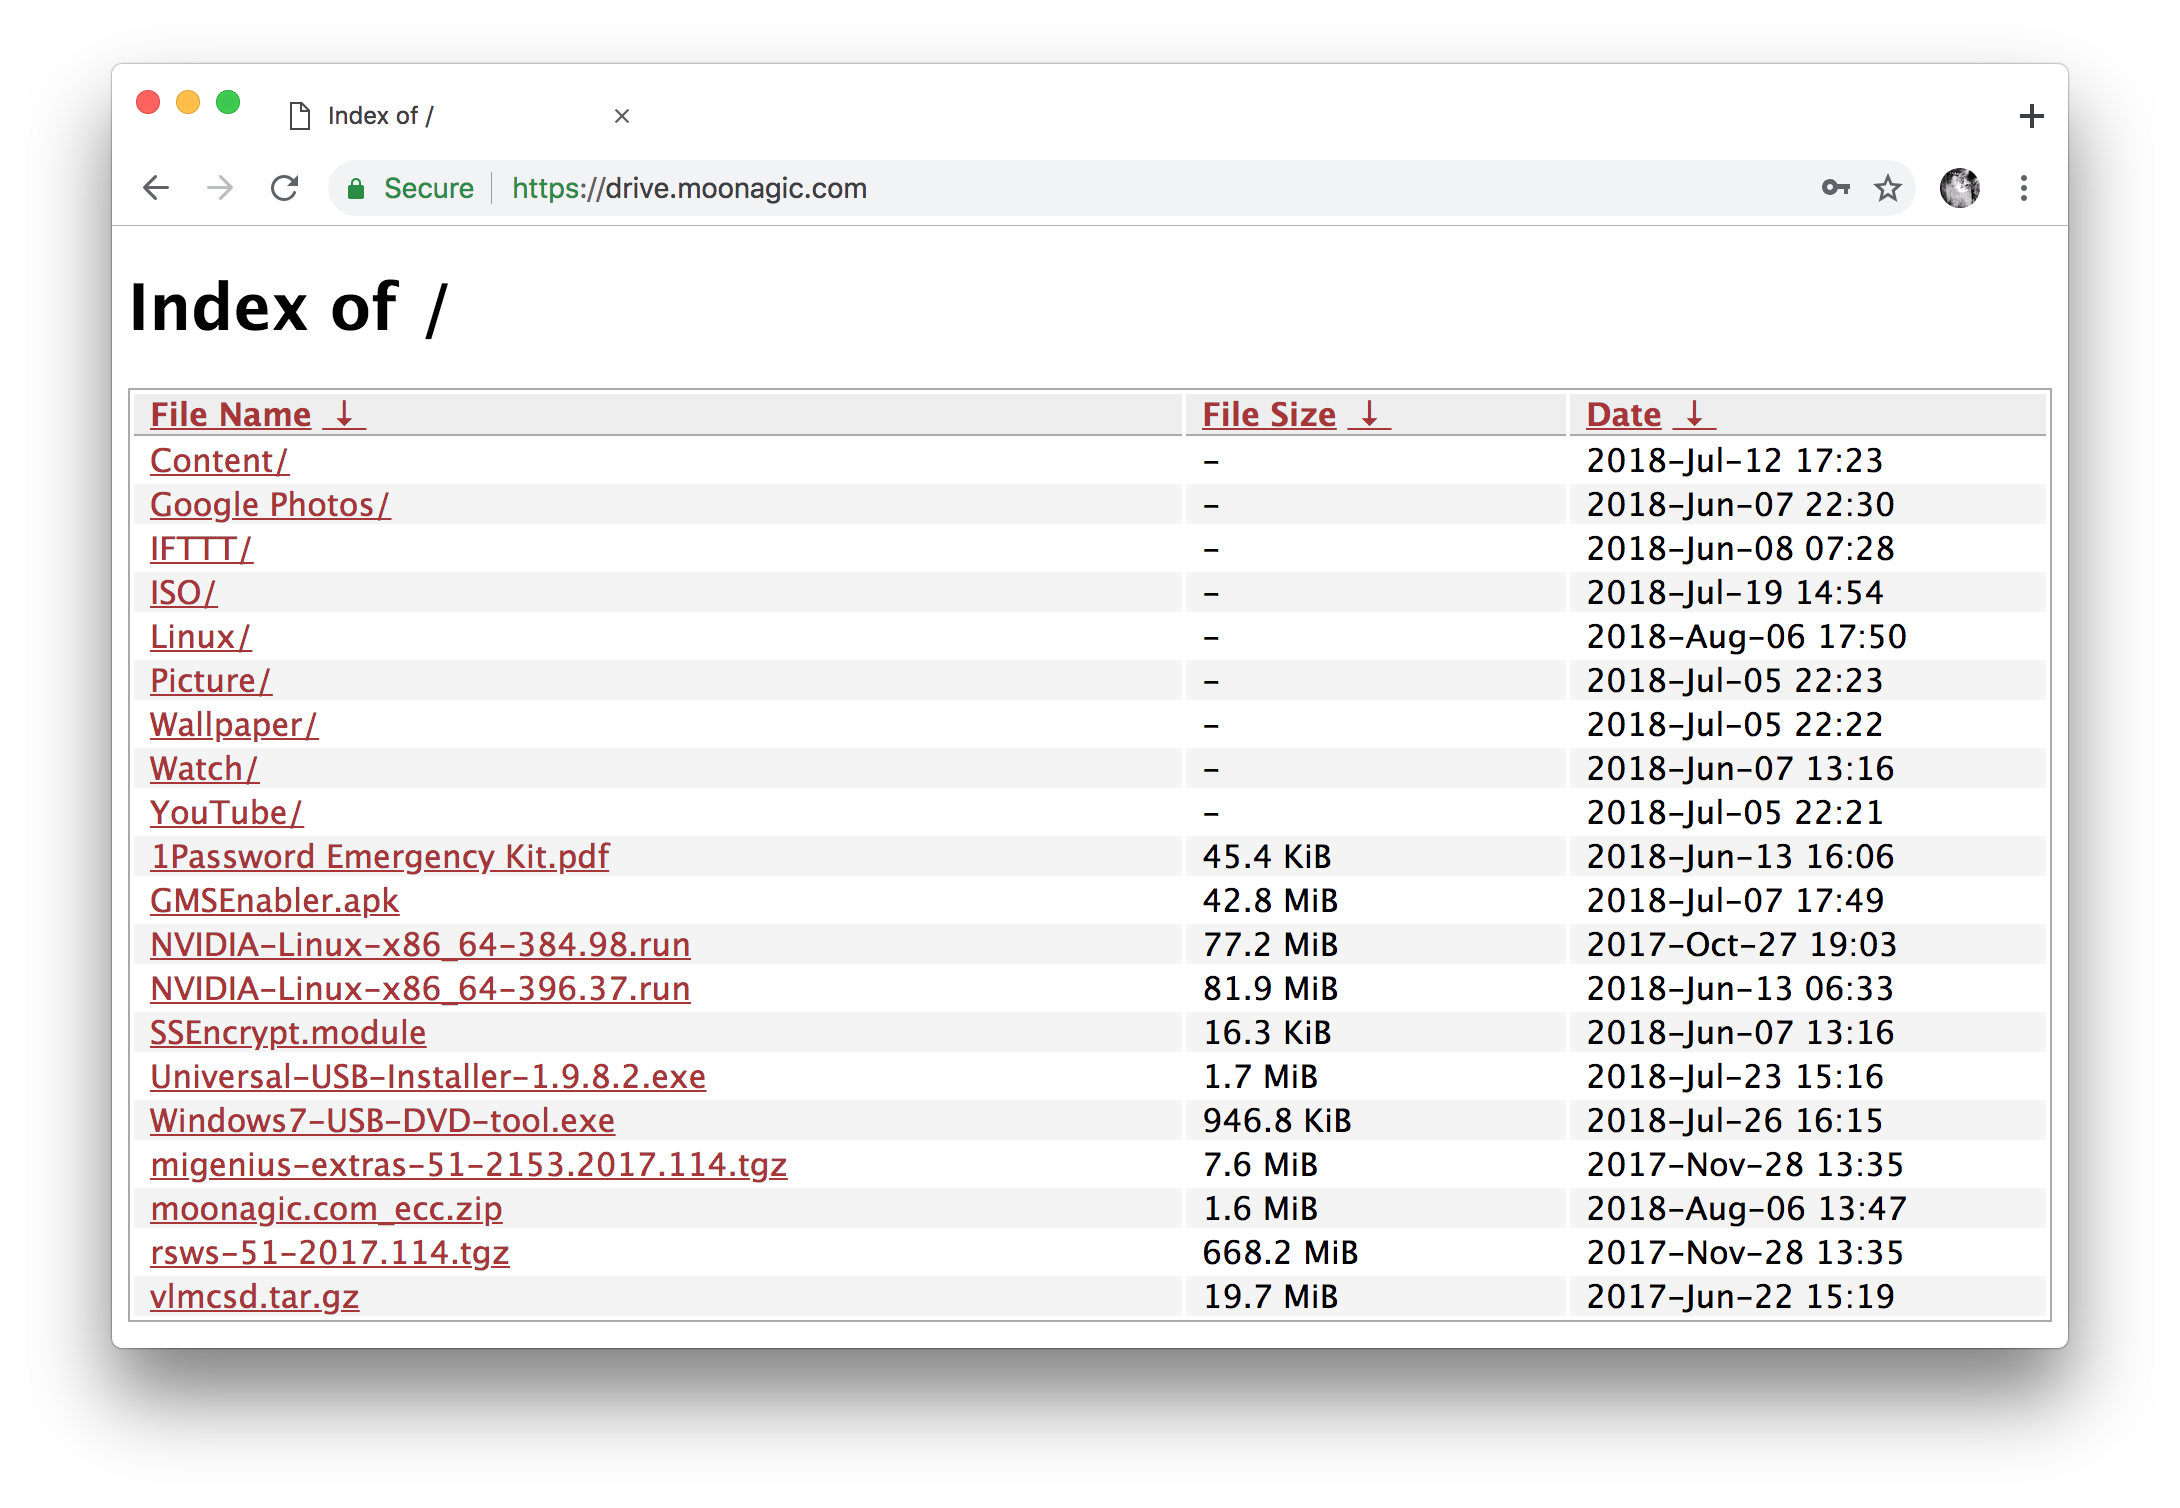 Index of /
Secure https://drive.moonagic.com
Index of /
File Name ↓ File Size ↓ Date ↓
Content/ - 2018-Jul-12 17:23
Google Photos/ - 2018-Jun-07 22:30
IFTTT/ - 2018-Jun-08 07:28
ISO/ - 2018-Jul-19 14:54
Linux/ - 2018-Aug-06 17:50
Picture/ - 2018-Jul-05 22:23
Wallpaper/ - 2018-Jul-05 22:22
Watch/ - 2018-Jun-07 13:16
YouTube/ - 2018-Jul-05 22:21
1Password Emergency Kit.pdf 45.4 KiB 2018-Jun-13 16:06
GMSEnabler.apk 42.8 MiB 2018-Jul-07 17:49
NVIDIA-Linux-x86_64-384.98.run 77.2 MiB 2017-Oct-27 19:03
NVIDIA-Linux-x86_64-396.37.run 81.9 MiB 2018-Jun-13 06:33
SSEncrypt.module 16.3 KiB 2018-Jun-07 13:16
Universal-USB-Installer-1.9.8.2.exe 1.7 MiB 2018-Jul-23 15:16
Windows7-USB-DVD-tool.exe 946.8 KiB 2018-Jul-26 16:15
migenius-extras-51-2153.2017.114.tgz 7.6 MiB 2017-Nov-28 13:35
moonagic.com_ecc.zip 1.6 MiB 2018-Aug-06 13:47
rsws-51-2017.114.tgz 668.2 MiB 2017-Nov-28 13:35
vlmcsd.tar.gz 19.7 MiB 2017-Jun-22 15:19